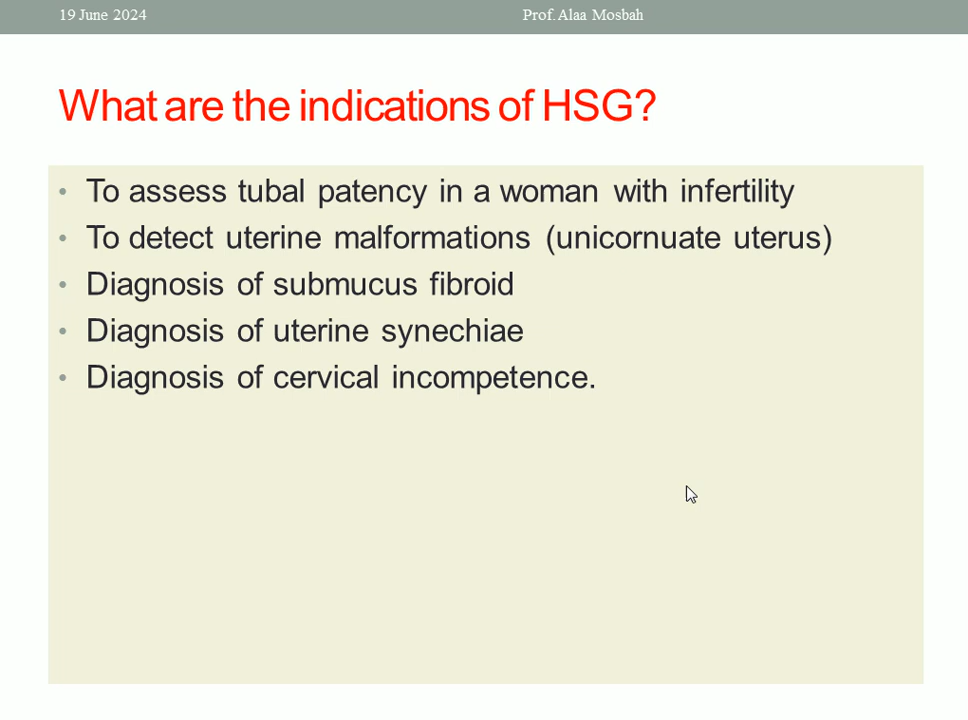 19 June 2024
Prof. Alaa Mosbah
What are the indications of HSG?
• To assess tubal patency in a woman with infertility
• To detect uterine malformations (unicornuate uterus)
• Diagnosis of submucus fibroid
• Diagnosis of uterine synechiae
• Diagnosis of cervical incompetence.